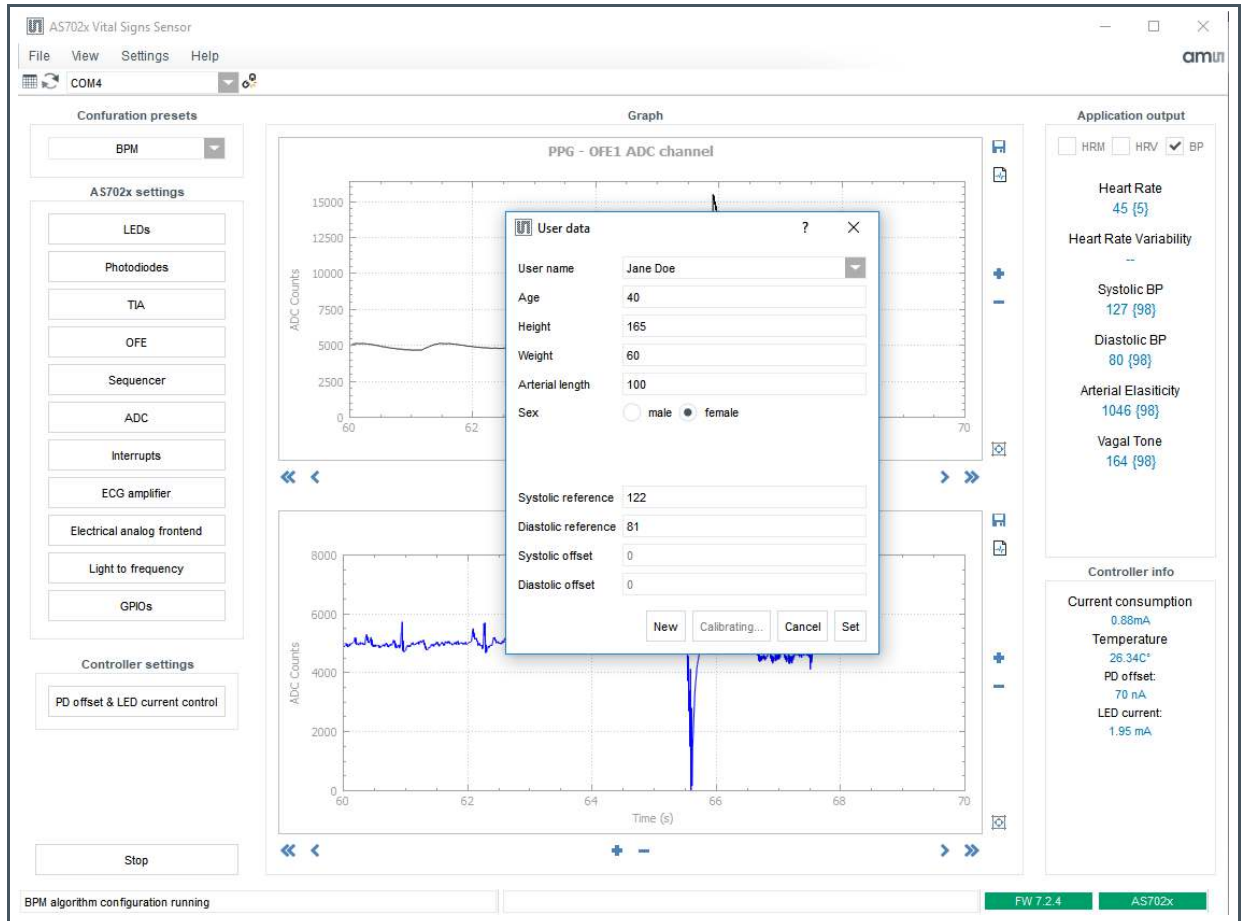 AS702x Vital Signs Sensor
File View Settings Help
amu
COM4
Confuration presets
BPM
AS702x settings
LEDs
Photodiodes
TIA
OFE
Sequencer
ADC
Interrupts
ECG amplifier
Electrical analog frontend
Light to frequency
GPIOs
Controller settings
PD offset & LED current control
Stop
Graph
PPG - OFE1 ADC channel
ADC Counts
15000
12500
10000
7500
5000
2500
0
60 62 70
User data ? ×
User name Jane Doe
Age 40
Height 165
Weight 60
Arterial length 100
Sex male female
Systolic reference 122
Diastolic reference 81
Systolic offset 0
Diastolic offset 0
New Calibrating... Cancel Set
ADC Counts
8000
6000
4000
2000
0
60 62 64 66 68 70
Time (s)
Application output
HRM HRV BP
Heart Rate
45 {5}
Heart Rate Variability
--
Systolic BP
127 {98}
Diastolic BP
80 {98}
Arterial Elasiticity
1046 {98}
Vagal Tone
164 {98}
Controller info
Current consumption
0.88mA
Temperature
26.34C°
PD offset:
70 nA
LED current:
1.95 mA
BPM algorithm configuration running
FW 7.2.4 AS702x